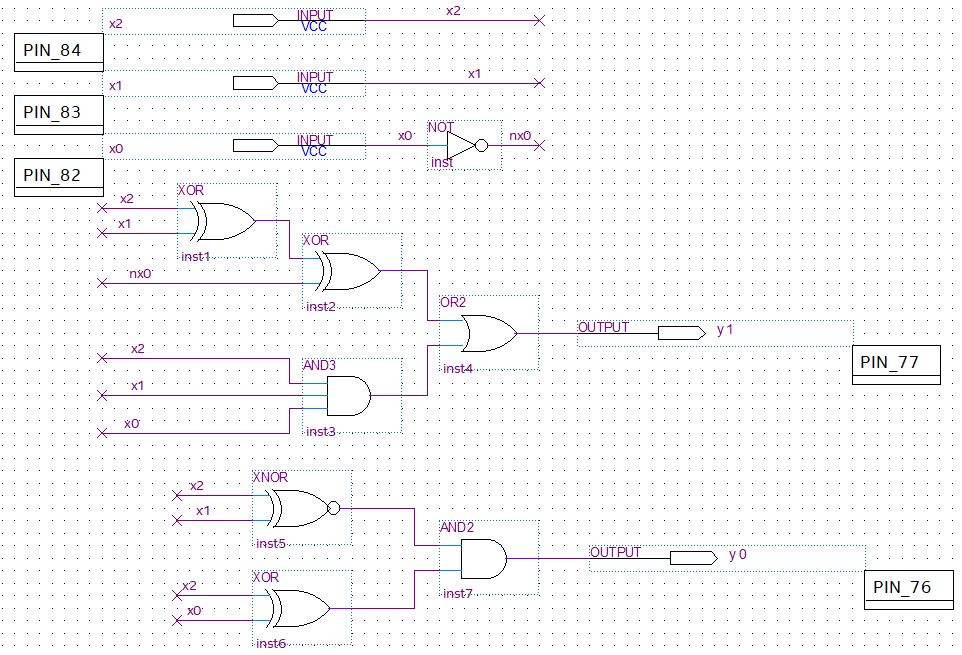 x2 INPUT VCC x2
PIN_84
x1 INPUT VCC x1
PIN_83
x0 INPUT VCC x0 NOT inst nx0
PIN_82
XOR
x2
x1
inst1
XOR
nx0
inst2
OR2
OUTPUT y1
PIN_77
inst4
x2
AND3
x1
x0
inst3
XNOR
x2
x1
inst5
AND2
OUTPUT y0
PIN_76
inst7
XOR
x2
x0
inst6